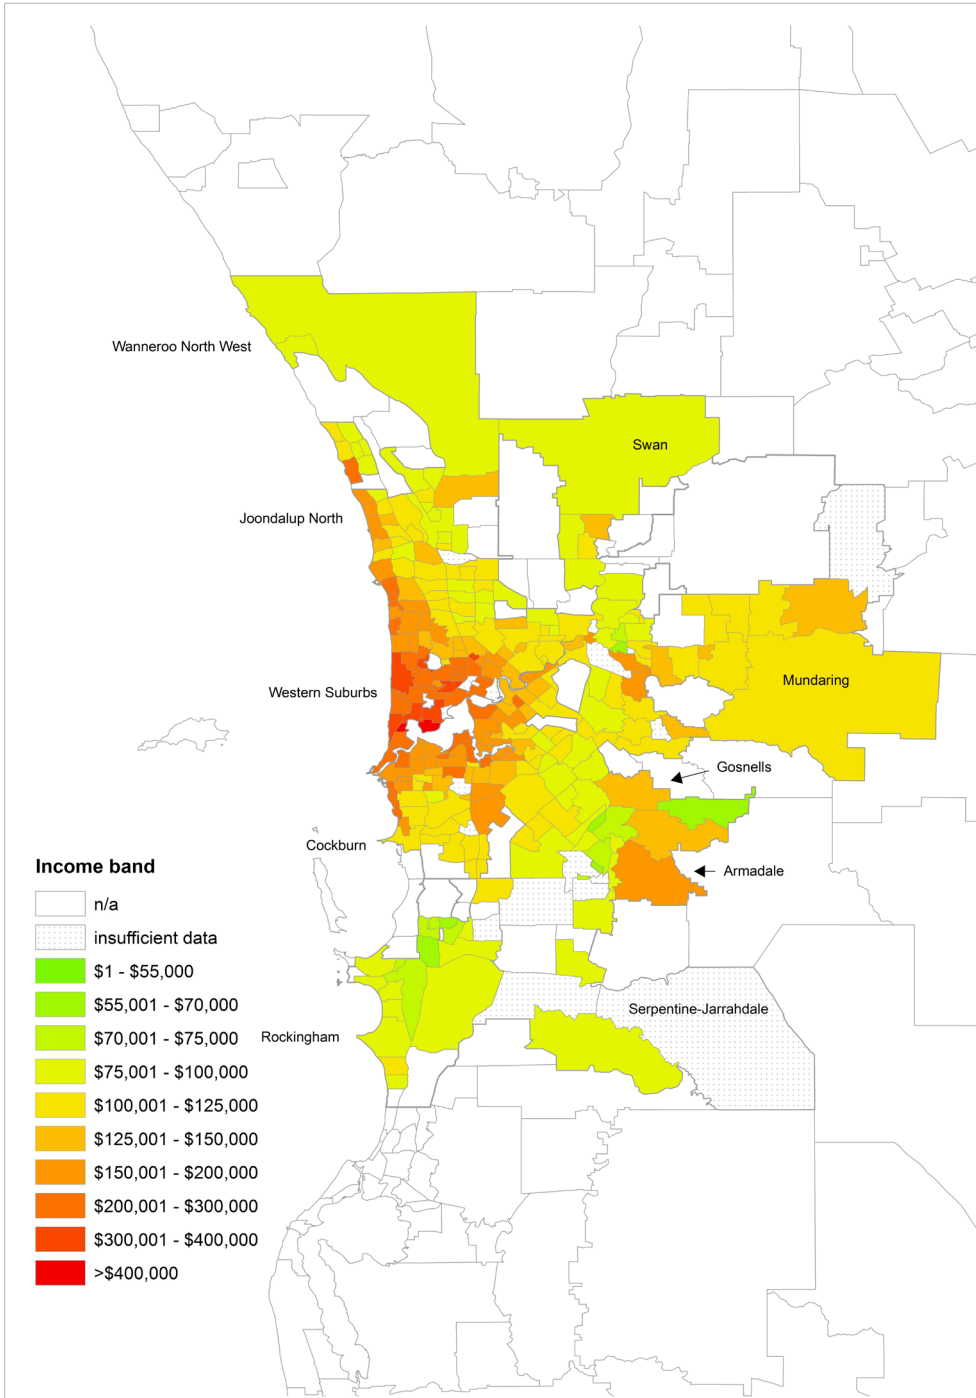 Wanneroo North West
Swan
Joondalup North
Western Suburbs
Mundaring
Gosnells
Cockburn
Armadale
Serpentine-Jarrahdale
Rockingham
Income band
n/a
insufficient data
$1 - $55,000
$55,001 - $70,000
$70,001 - $75,000
$75,001 - $100,000
$100,001 - $125,000
$125,001 - $150,000
$150,001 - $200,000
$200,001 - $300,000
$300,001 - $400,000
>$400,000